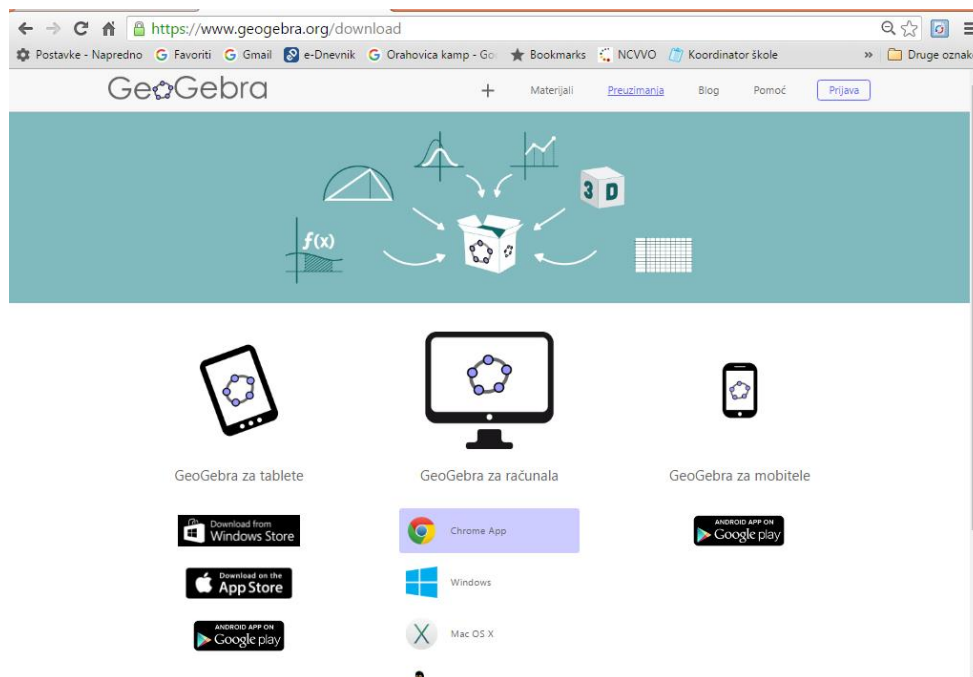 https://www.geogebra.org/download
Postavke - Napredno G Favoriti G Gmail e-Dnevnik G Orahovica kamp - Go Bookmarks NCVVO Koordinator škole » Druge oznake
GeoGebra + Materijali Preuzimanja Blog Pomoć Prijava
3 D
f(x)
GeoGebra za tablete
GeoGebra za računala
GeoGebra za mobitele
Download from
Windows Store
Download on the
App Store
ANDROID APP ON
Google play
Chrome App
Windows
Mac OS X
ANDROID APP ON
Google play